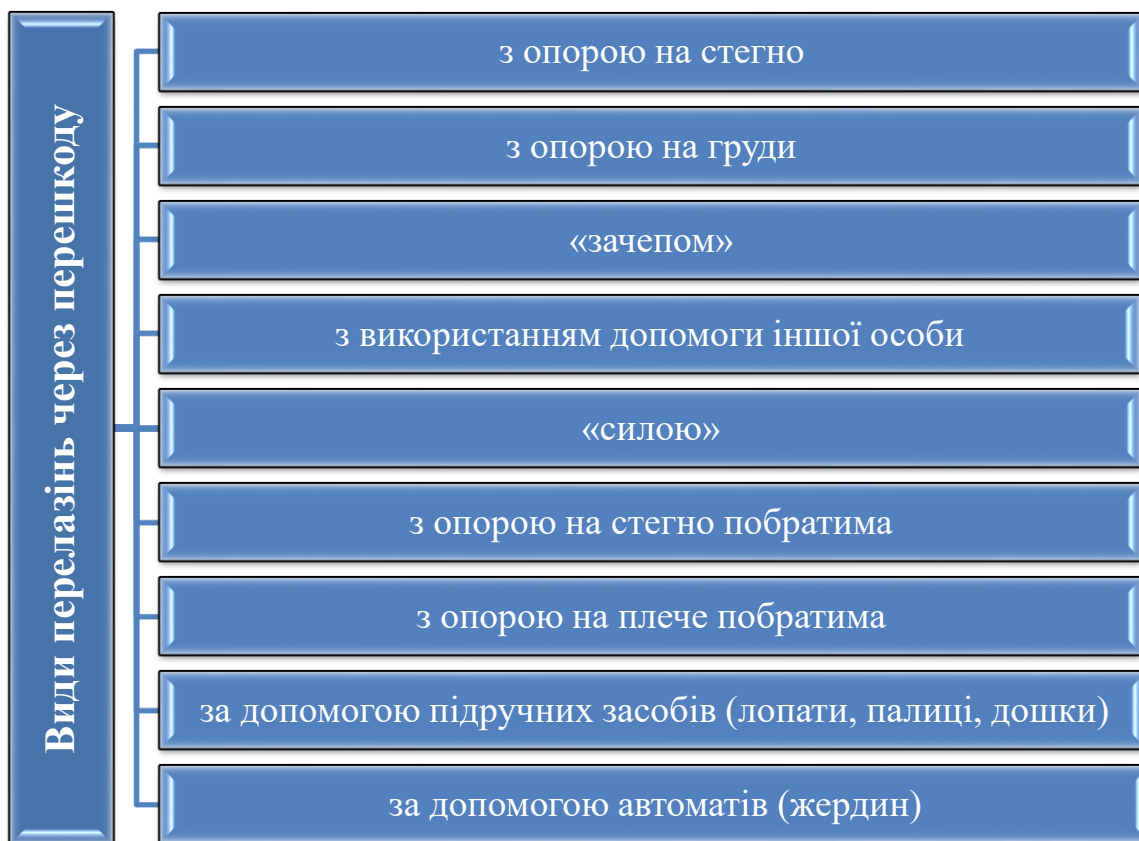 Види перелазінь через перешкоду
з опорою на стегно
з опорою на груди
«зачепом»
з використанням допомоги іншої особи
«силою»
з опорою на стегно побратима
з опорою на плече побратима
за допомогою підручних засобів (лопати, палиці, дошки)
за допомогою автоматів (жердин)